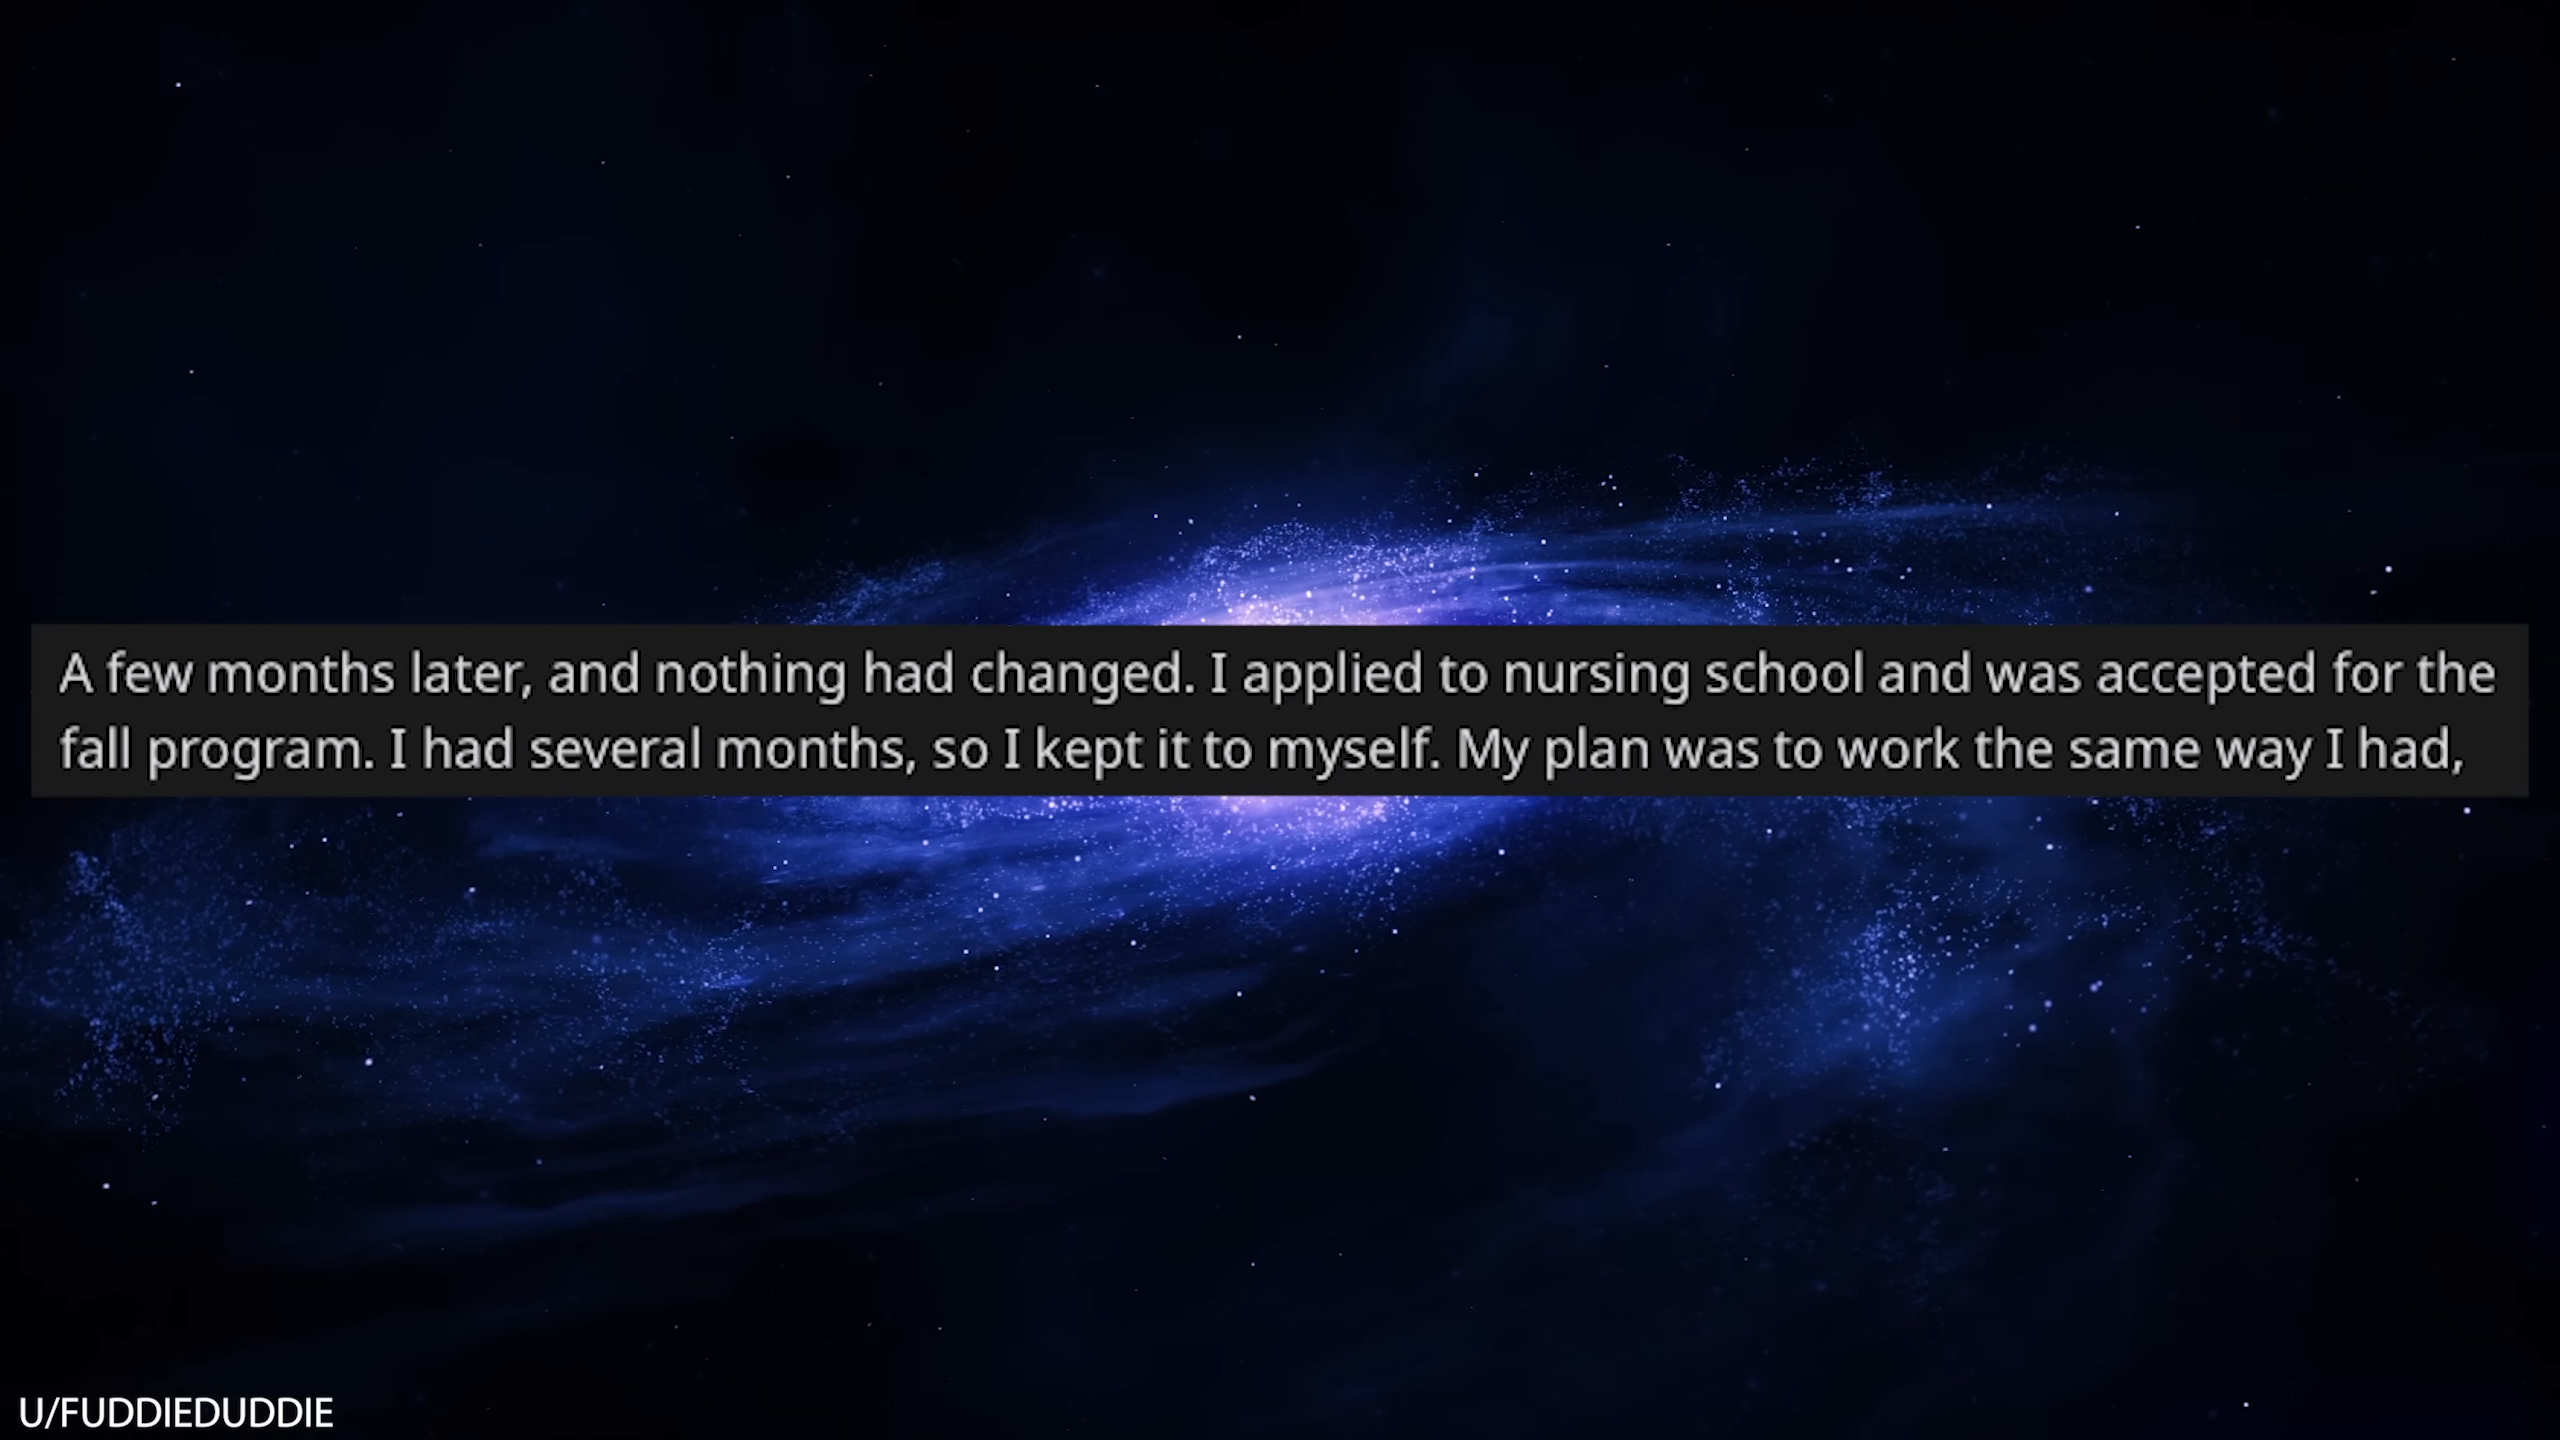 A few months later, and nothing had changed. I applied to nursing school and was accepted for the
fall program. I had several months, so I kept it to myself. My plan was to work the same way I had,
U/FUDDIEDUDDIE